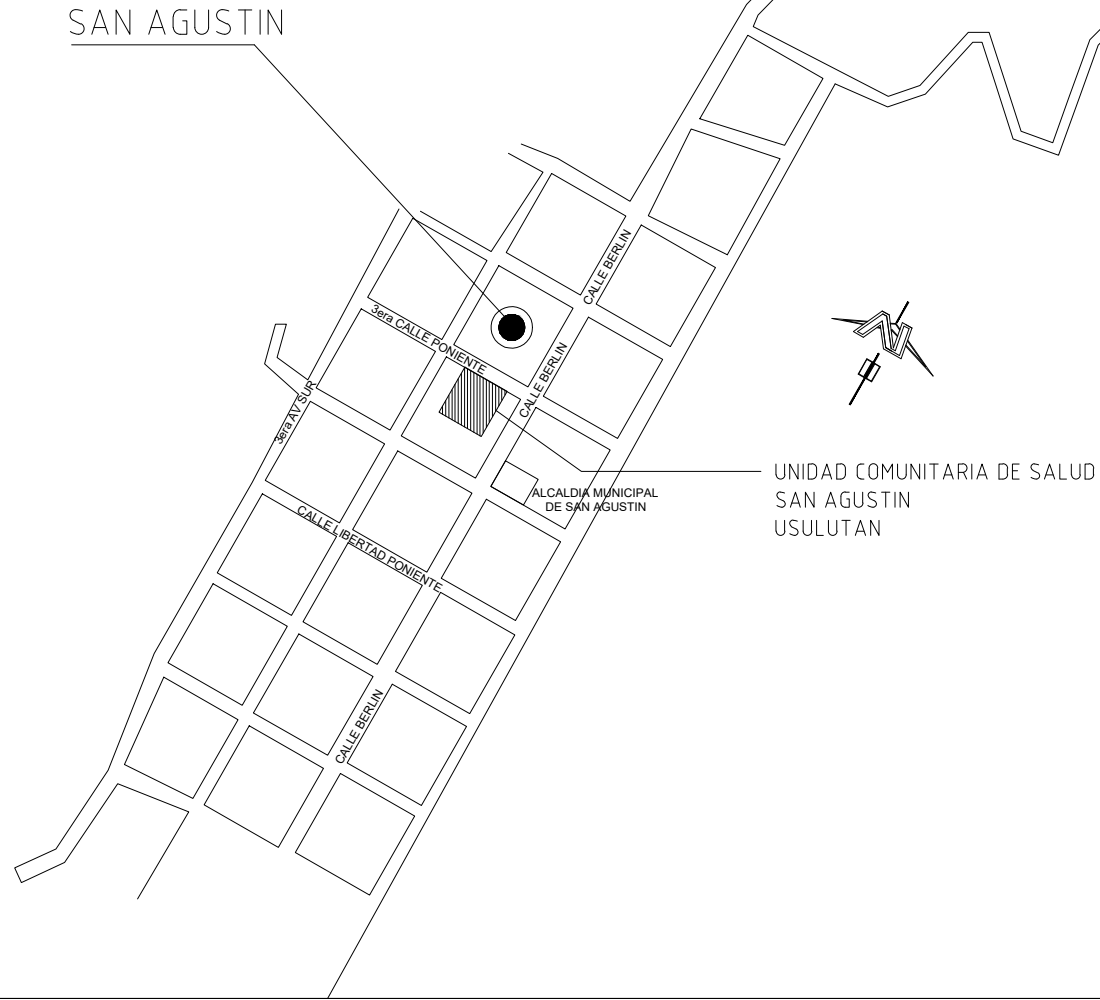 SAN AGUSTIN
CALLE BERLIN
3era CALLE PONIENTE
CALLE BERLIN
3era AV SUR
UNIDAD COMUNITARIA DE SALUD
SAN AGUSTIN
USULUTAN
ALCALDIA MUNICIPAL
DE SAN AGUSTIN
CALLE LIBERTAD PONIENTE
CALLE BERLIN
N